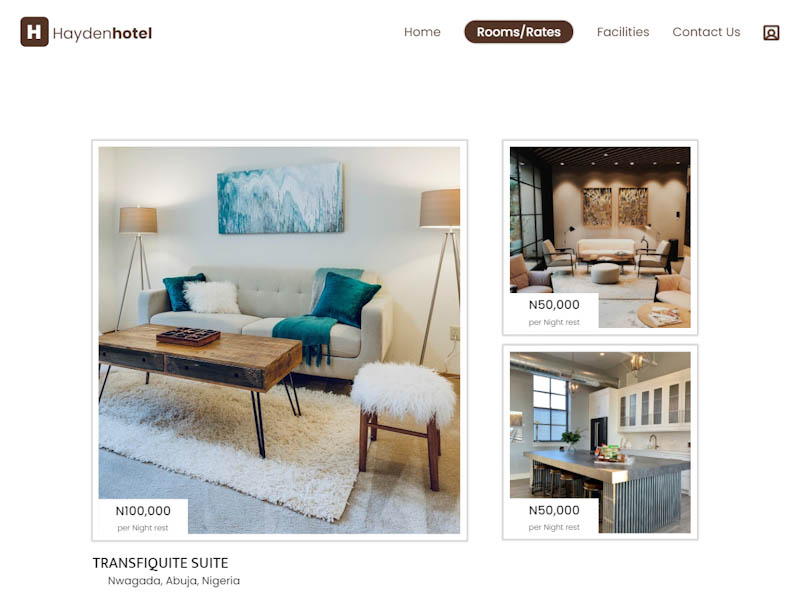 H Haydenhotel
Home Rooms/Rates Facilities Contact Us
N100,000
per Night rest
TRANSFIQUITE SUITE
Nwagada, Abuja, Nigeria
N50,000
per Night rest
N50,000
per Night rest